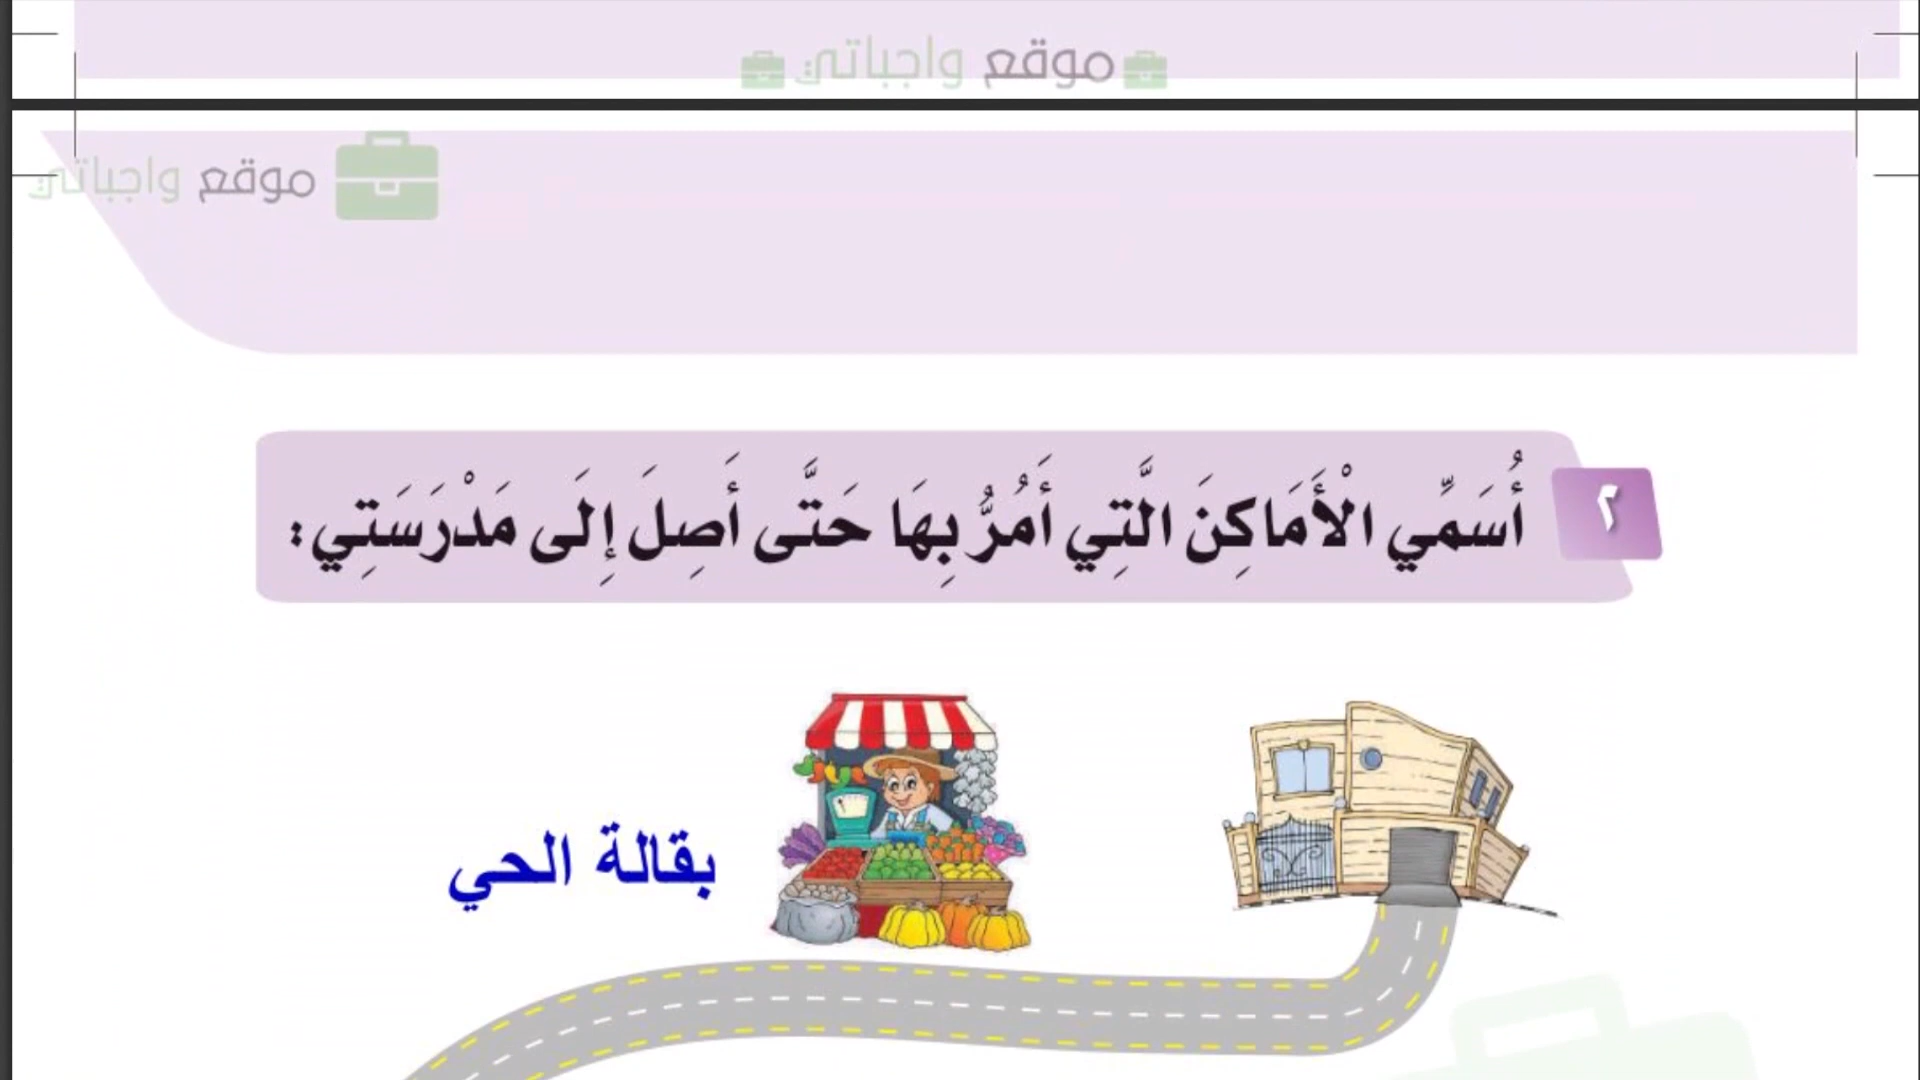 موقع واجباتي
موقع واجباتي
٢
أُسَمِّي الْأَمَاكِنَ الَّتِي أَمُرُّ بِهَا حَتَّى أَصِلَ إِلَى مَدْرَسَتِي:
بقالة الحي